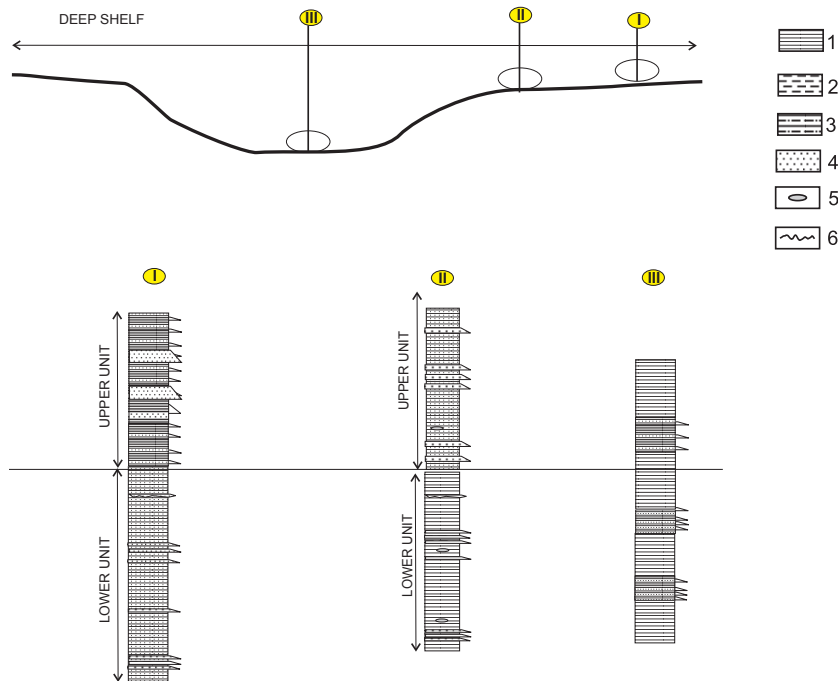 DEEP SHELF
III
II
I
1
2
3
4
5
6
I
II
III
UPPER UNIT
LOWER UNIT
UPPER UNIT
LOWER UNIT